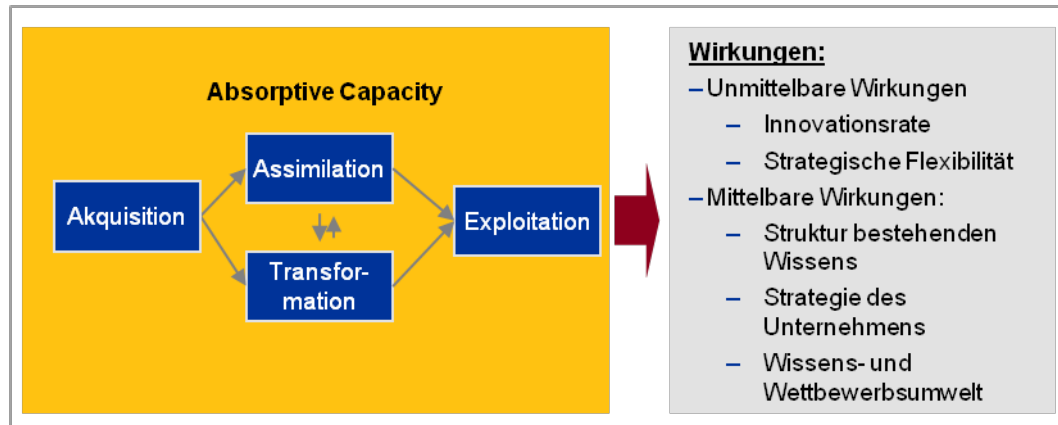 Absorptive Capacity
Akquisition
Assimilation
Transfor-
mation
Exploitation
Wirkungen:
– Unmittelbare Wirkungen
– Innovationsrate
– Strategische Flexibilität
– Mittelbare Wirkungen:
– Struktur bestehenden
Wissens
– Strategie des
Unternehmens
– Wissens- und
Wettbewerbsumwelt